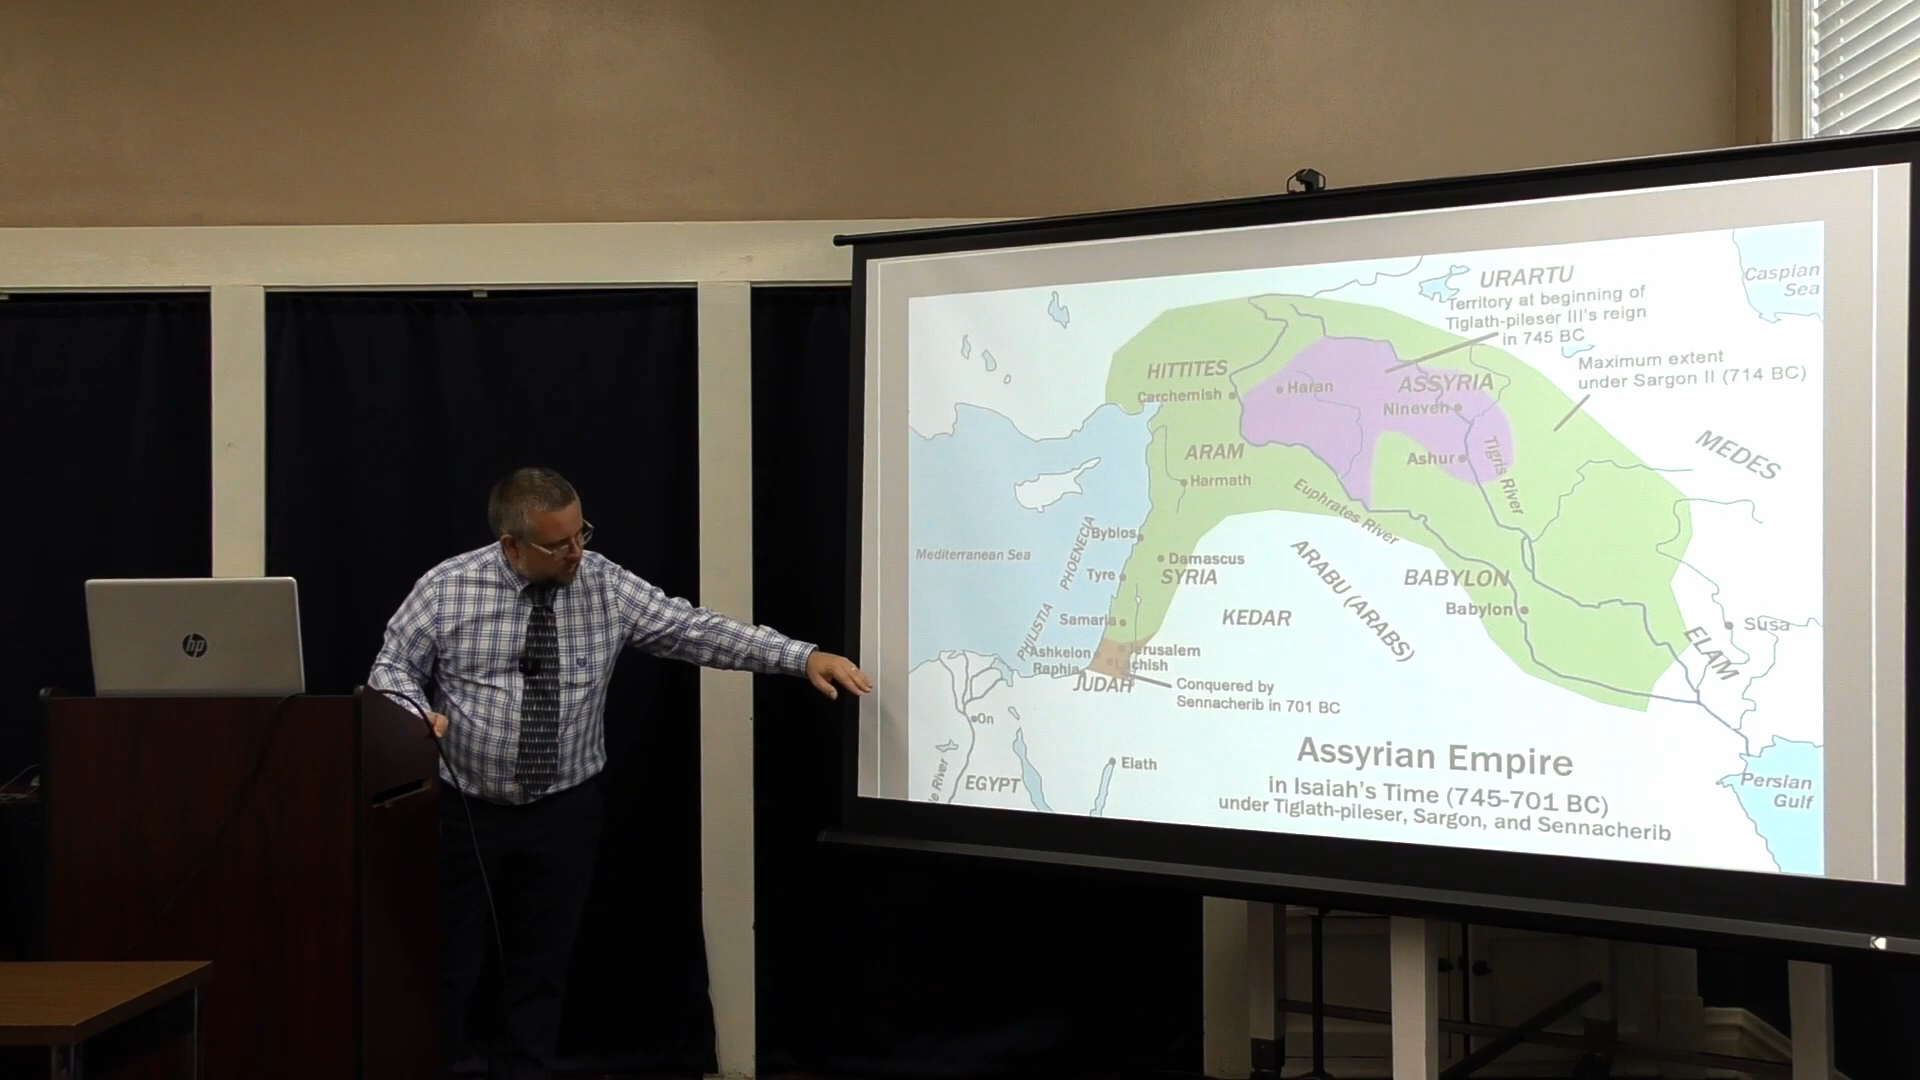 hp
URARTU
Territory at beginning of
Tiglath-pileser III's reign
in 745 BC
Caspian
Sea
Maximum extent
under Sargon II (714 BC)
HITTITES
Carchemish
Haran
ASSYRIA
Nineveh
MEDES
ARAM
Harmath
Ashur
Tigris River
Euphrates River
Mediterranean Sea
PHOENECIA
Byblos
Damascus
Tyre
SYRIA
ARABU (ARABS)
BABYLON
Babylon
KEDAR
Samaria
PHILISTIA
Susa
ELAM
Ashkelon
Jerusalem
Raphia
Lachish
JUDAH
Conquered by
Sennacherib in 701 BC
On
Elath
EGYPT
River
Assyrian Empire
in Isaiah's Time (745-701 BC)
under Tiglath-pileser, Sargon, and Sennacherib
Persian
Gulf